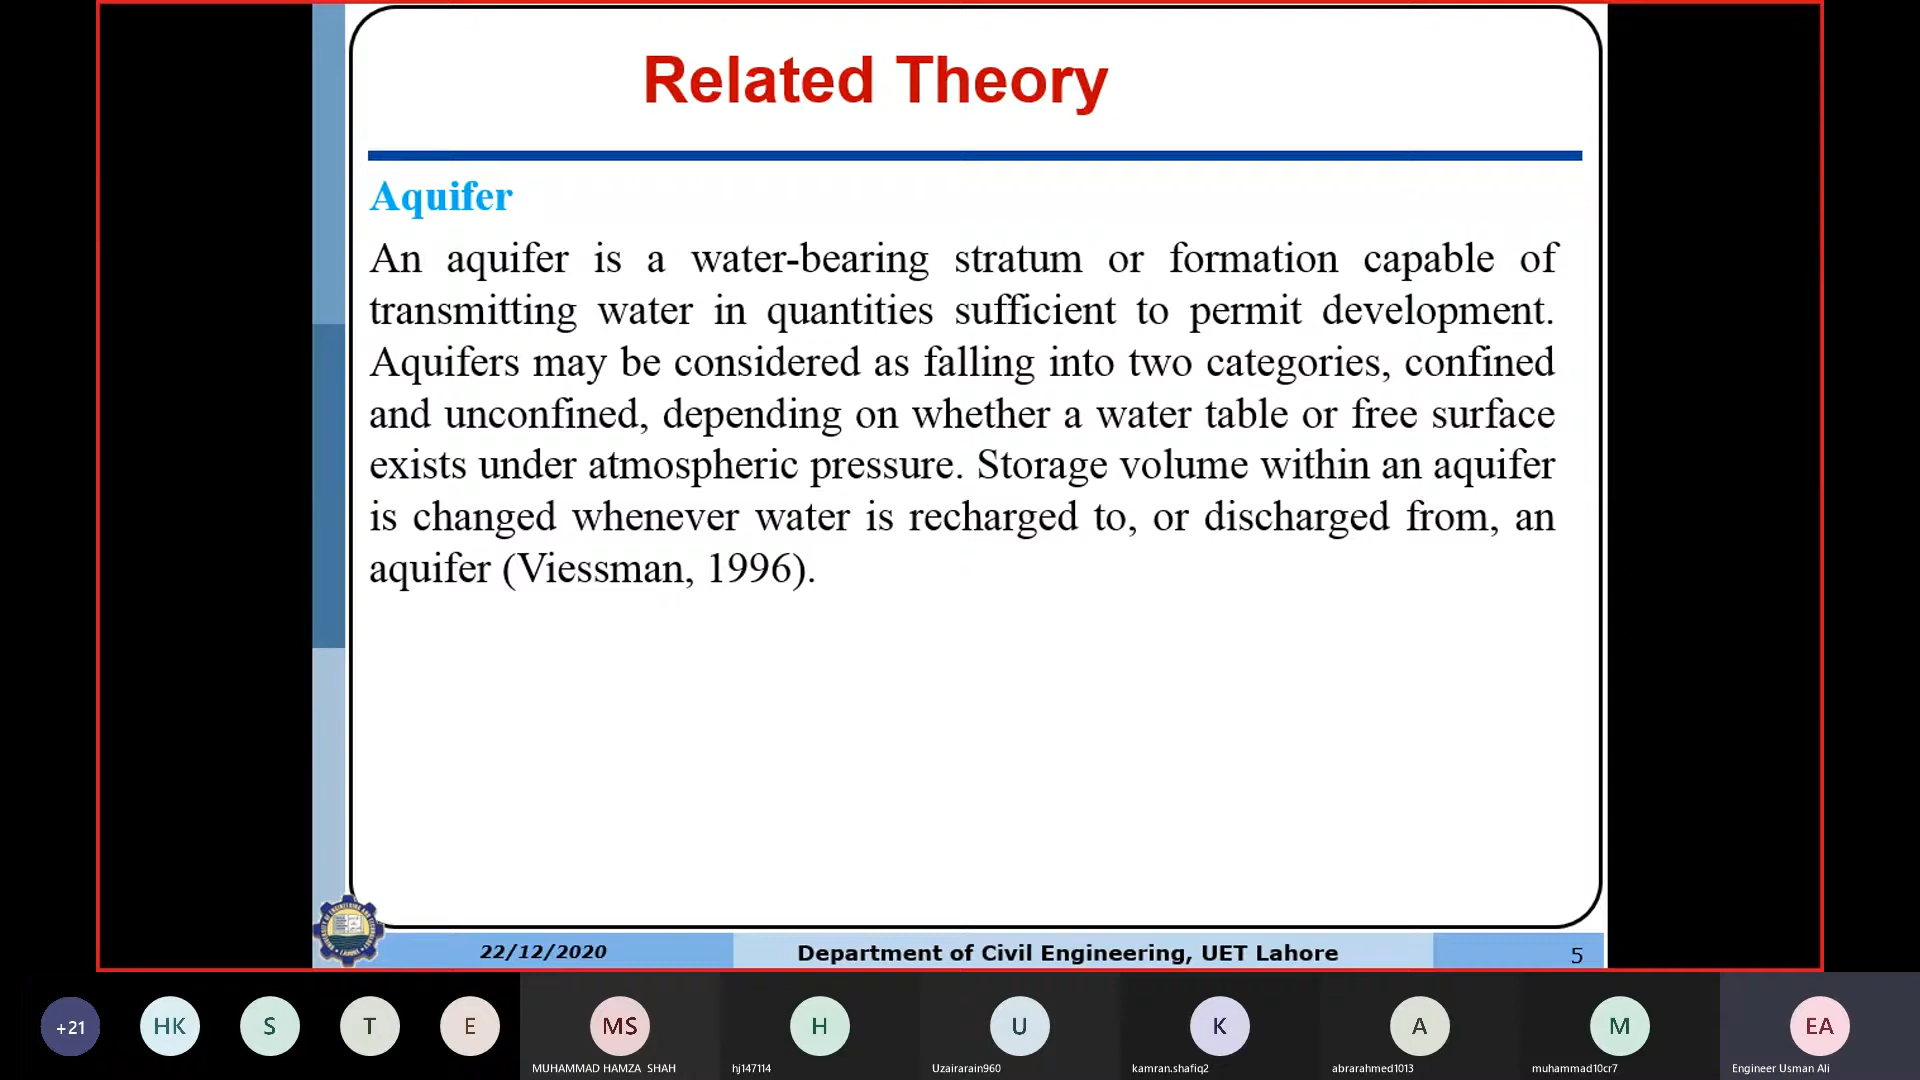 Related Theory
Aquifer
An aquifer is a water-bearing stratum or formation capable of
transmitting water in quantities sufficient to permit development.
Aquifers may be considered as falling into two categories, confined
and unconfined, depending on whether a water table or free surface
exists under atmospheric pressure. Storage volume within an aquifer
is changed whenever water is recharged to, or discharged from, an
aquifer (Viessman, 1996).
22/12/2020
Department of Civil Engineering, UET Lahore
5
+21
HK
S
T
E
MS
H
U
K
A
M
EA
MUHAMMAD HAMZA SHAH
hj147114
Uzairarain960
kamran.shafiq2
abrarahmed1013
muhammad10cr7
Engineer Usman Ali